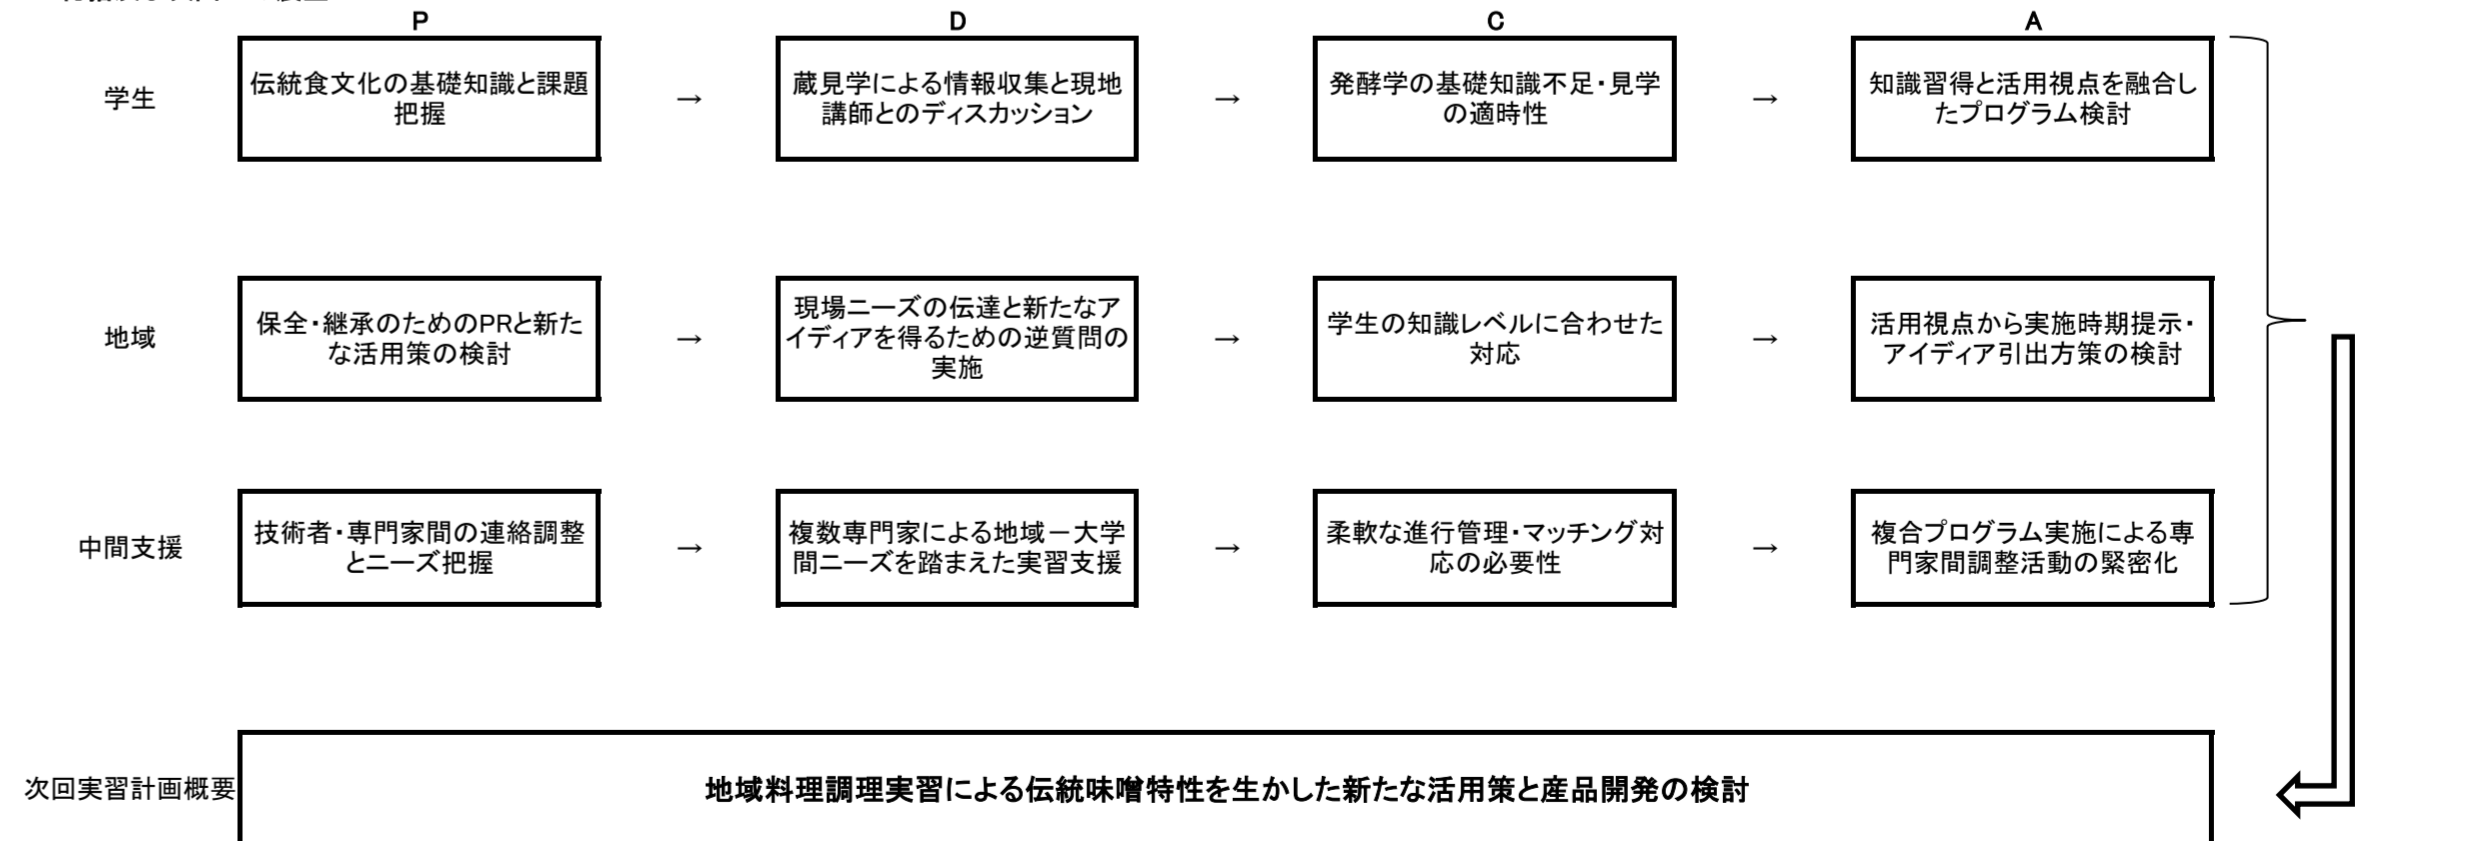 P
D
C
A
学生
伝統食文化の基礎知識と課題
把握
→
蔵見学による情報収集と現地
講師とのディスカッション
→
発酵学の基礎知識不足・見学
の適時性
→
知識習得と活用視点を融合し
たプログラム検討
地域
保全・継承のためのPRと新た
な活用策の検討
→
現場ニーズの伝達と新たなア
イディアを得るための逆質問の
実施
→
学生の知識レベルに合わせた
対応
→
活用視点から実施時期提示・
アイディア引出方策の検討
中間支援
技術者・専門家間の連絡調整
とニーズ把握
→
複数専門家による地域－大学
間ニーズを踏まえた実習支援
→
柔軟な進行管理・マッチング対
応の必要性
→
複合プログラム実施による専
門家間調整活動の緊密化
次回実習計画概要
地域料理調理実習による伝統味噌特性を生かした新たな活用策と産品開発の検討